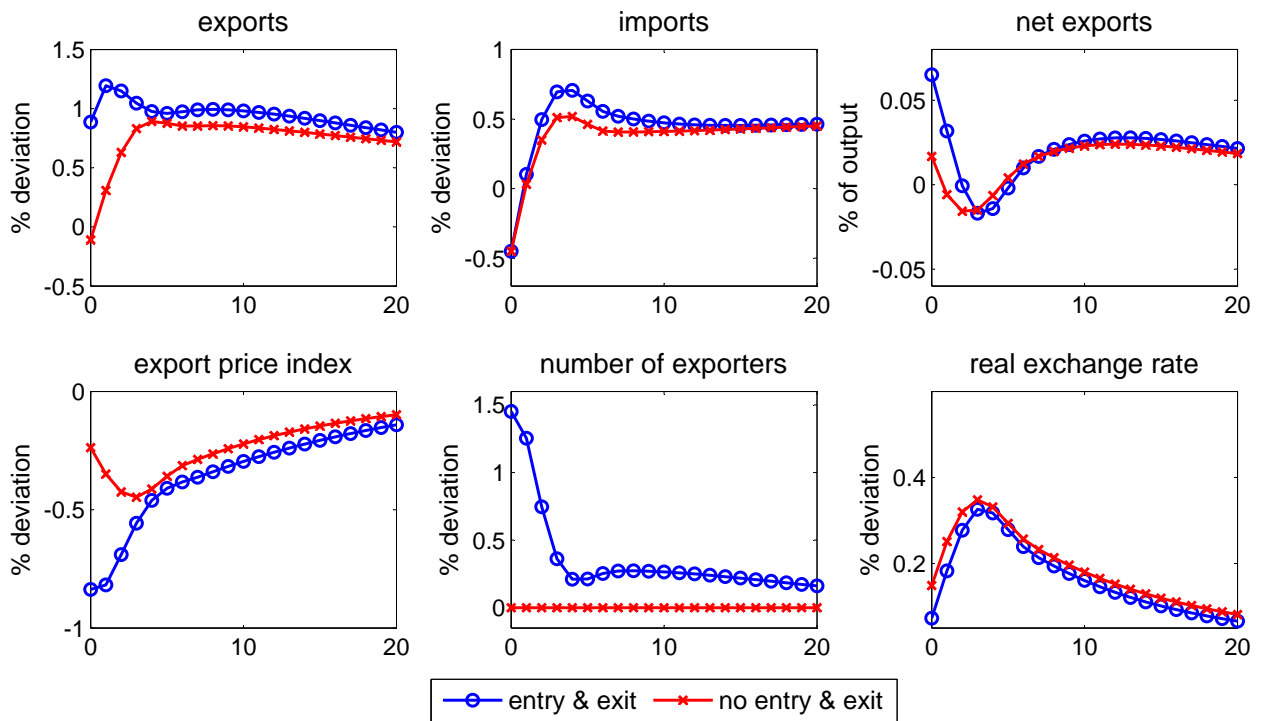 exports
% deviation
1.5
1
0.5
0
-0.5
0
10
20
imports
% deviation
1
0.5
0
-0.5
0
10
20
net exports
% of output
0.05
0
-0.05
0
10
20
export price index
% deviation
0
-0.5
-1
0
10
20
number of exporters
% deviation
1.5
1
0.5
0
0
10
20
real exchange rate
% deviation
0.4
0.2
0
10
20
entry & exit
no entry & exit